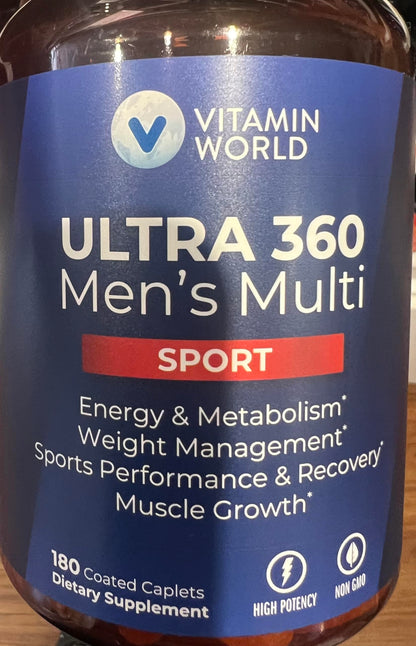 V
VITAMIN
WORLD
ULTRA 360
Men's Multi
SPORT
Energy & Metabolism*
Weight Management*
Sports Performance & Recovery*
Muscle Growth*
180 Coated Caplets
Dietary Supplement
HIGH POTENCY
NON GMO